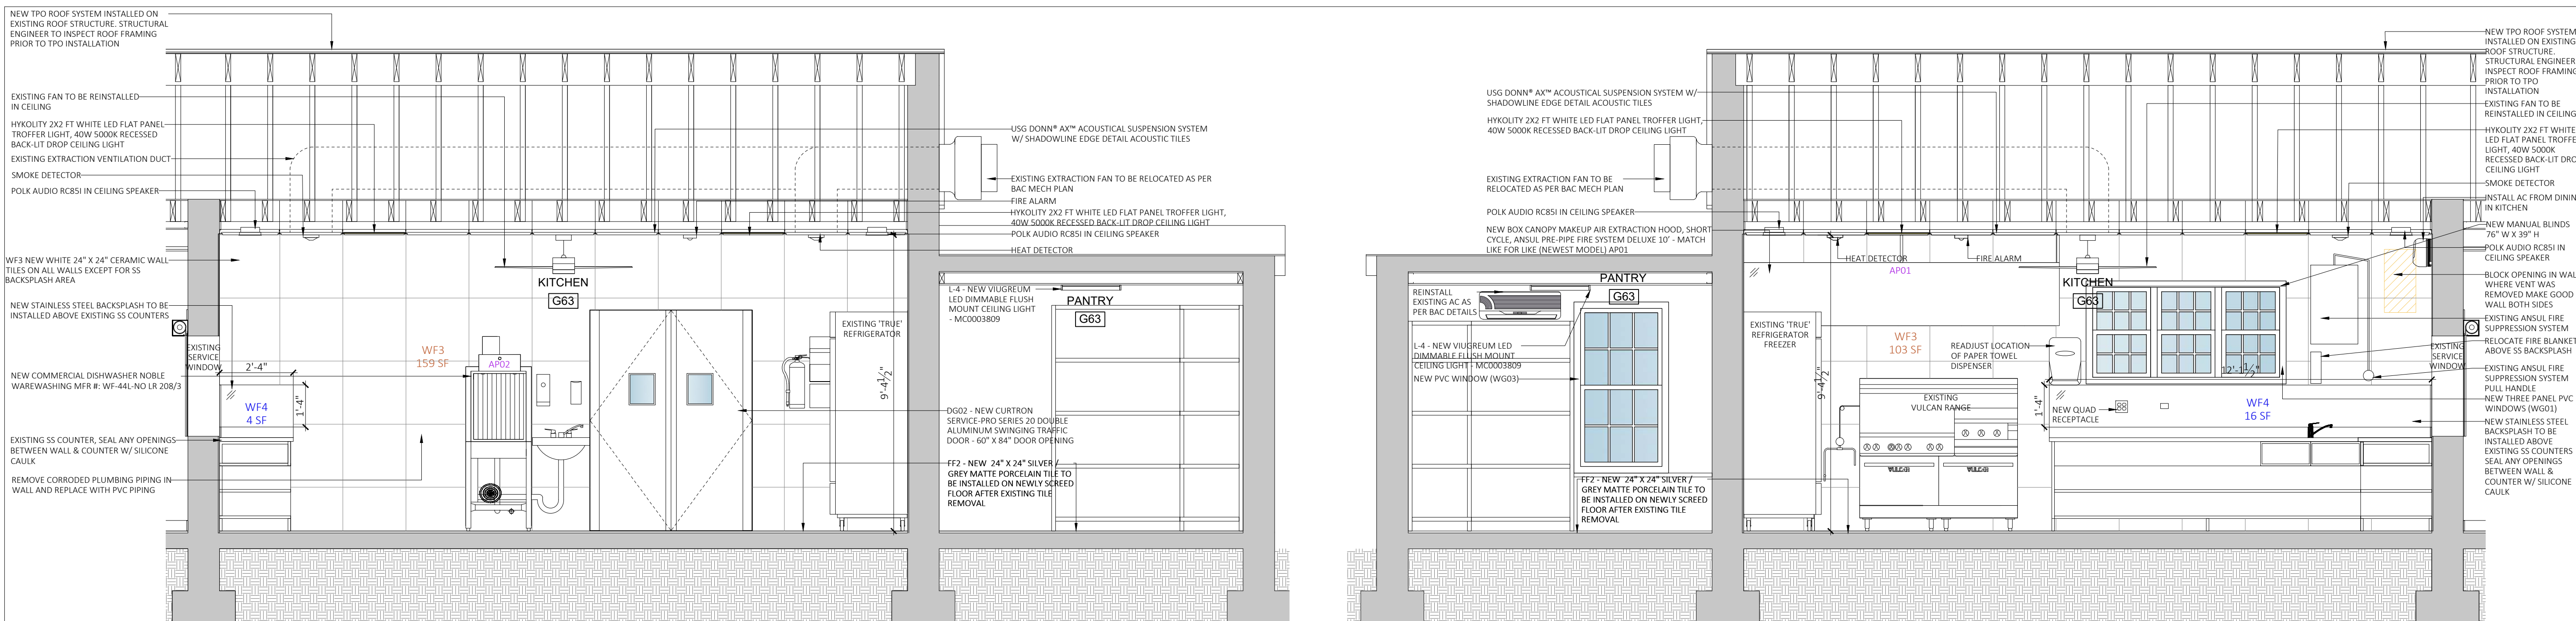 NEW TPO ROOF SYSTEM INSTALLED ON
EXISTING ROOF STRUCTURE. STRUCTURAL
ENGINEER TO INSPECT ROOF FRAMING
PRIOR TO TPO INSTALLATION
EXISTING FAN TO BE REINSTALLED
IN CEILING
HYKOLITY 2X2 FT WHITE LED FLAT PANEL
TROFFER LIGHT, 40W 5000K RECESSED
BACK-LIT DROP CEILING LIGHT
EXISTING EXTRACTION VENTILATION DUCT
SMOKE DETECTOR
POLK AUDIO RC85I IN CEILING SPEAKER
WF3 NEW WHITE 24" X 24" CERAMIC WALL
TILES ON ALL WALLS EXCEPT FOR SS
BACKSPLASH AREA
NEW STAINLESS STEEL BACKSPLASH TO BE
INSTALLED ABOVE EXISTING SS COUNTERS
NEW COMMERCIAL DISHWASHER NOBLE
WAREWASHING MFR #: WF-44L-NO LR 208/3
EXISTING SS COUNTER, SEAL ANY OPENINGS
BETWEEN WALL & COUNTER W/ SILICONE
CAULK
REMOVE CORRODED PLUMBING PIPING IN
WALL AND REPLACE WITH PVC PIPING
EXISTING
SERVICE
WINDOW
2'-4"
1'-4"
WF4
4 SF
WF3
159 SF
AP02
KITCHEN
G63
EXISTING 'TRUE'
REFRIGERATOR
9'-4½"
USG DONN® AX™ ACOUSTICAL SUSPENSION SYSTEM
W/ SHADOWLINE EDGE DETAIL ACOUSTIC TILES
EXISTING EXTRACTION FAN TO BE RELOCATED AS PER
BAC MECH PLAN
FIRE ALARM
HYKOLITY 2X2 FT WHITE LED FLAT PANEL TROFFER LIGHT,
40W 5000K RECESSED BACK-LIT DROP CEILING LIGHT
POLK AUDIO RC85I IN CEILING SPEAKER
HEAT DETECTOR
L-4 - NEW VIUGREUM
LED DIMMABLE FLUSH
MOUNT CEILING LIGHT
- MC0003809
PANTRY
G63
DG02 - NEW CURTRON
SERVICE-PRO SERIES 20 DOUBLE
ALUMINUM SWINGING TRAFFIC
DOOR - 60" X 84" DOOR OPENING
FF2 - NEW 24" X 24" SILVER /
GREY MATTE PORCELAIN TILE TO
BE INSTALLED ON NEWLY SCREED
FLOOR AFTER EXISTING TILE
REMOVAL
USG DONN® AX™ ACOUSTICAL SUSPENSION SYSTEM W/
SHADOWLINE EDGE DETAIL ACOUSTIC TILES
HYKOLITY 2X2 FT WHITE LED FLAT PANEL TROFFER LIGHT,
40W 5000K RECESSED BACK-LIT DROP CEILING LIGHT
EXISTING EXTRACTION FAN TO BE
RELOCATED AS PER BAC MECH PLAN
POLK AUDIO RC85I IN CEILING SPEAKER
NEW BOX CANOPY MAKEUP AIR EXTRACTION HOOD, SHORT
CYCLE, ANSUL PRE-PIPE FIRE SYSTEM DELUXE 10' - MATCH
LIKE FOR LIKE (NEWEST MODEL) AP01
REINSTALL
EXISTING AC AS
PER BAC DETAILS
PANTRY
G63
L-4 - NEW VIUGREUM LED
DIMMABLE FLUSH MOUNT
CEILING LIGHT - MC0003809
NEW PVC WINDOW (WG03)
FF2 - NEW 24" X 24" SILVER /
GREY MATTE PORCELAIN TILE TO
BE INSTALLED ON NEWLY SCREED
FLOOR AFTER EXISTING TILE
REMOVAL
HEAT DETECTOR
FIRE ALARM
AP01
KITCHEN
G63
EXISTING 'TRUE'
REFRIGERATOR
FREEZER
WF3
103 SF
9'-4½"
READJUST LOCATION
OF PAPER TOWEL
DISPENSER
EXISTING
VULCAN RANGE
1'-4"
NEW QUAD
RECEPTACLE
12'-1½"
WF4
16 SF
EXISTING
SERVICE
WINDOW
NEW TPO ROOF SYSTEM
INSTALLED ON EXISTING
ROOF STRUCTURE.
STRUCTURAL ENGINEER
INSPECT ROOF FRAMING
PRIOR TO TPO
INSTALLATION
EXISTING FAN TO BE
REINSTALLED IN CEILING
HYKOLITY 2X2 FT WHITE
LED FLAT PANEL TROFFE
LIGHT, 40W 5000K
RECESSED BACK-LIT DRO
CEILING LIGHT
SMOKE DETECTOR
INSTALL AC FROM DININ
IN KITCHEN
NEW MANUAL BLINDS
76" W X 39" H
POLK AUDIO RC85I IN
CEILING SPEAKER
BLOCK OPENING IN WAL
WHERE VENT WAS
REMOVED MAKE GOOD
WALL BOTH SIDES
EXISTING ANSUL FIRE
SUPPRESSION SYSTEM
RELOCATE FIRE BLANKET
ABOVE SS BACKSPLASH
EXISTING ANSUL FIRE
SUPPRESSION SYSTEM
PULL HANDLE
NEW THREE PANEL PVC
WINDOWS (WG01)
NEW STAINLESS STEEL
BACKSPLASH TO BE
INSTALLED ABOVE
EXISTING SS COUNTERS
SEAL ANY OPENINGS
BETWEEN WALL &
COUNTER W/ SILICONE
CAULK